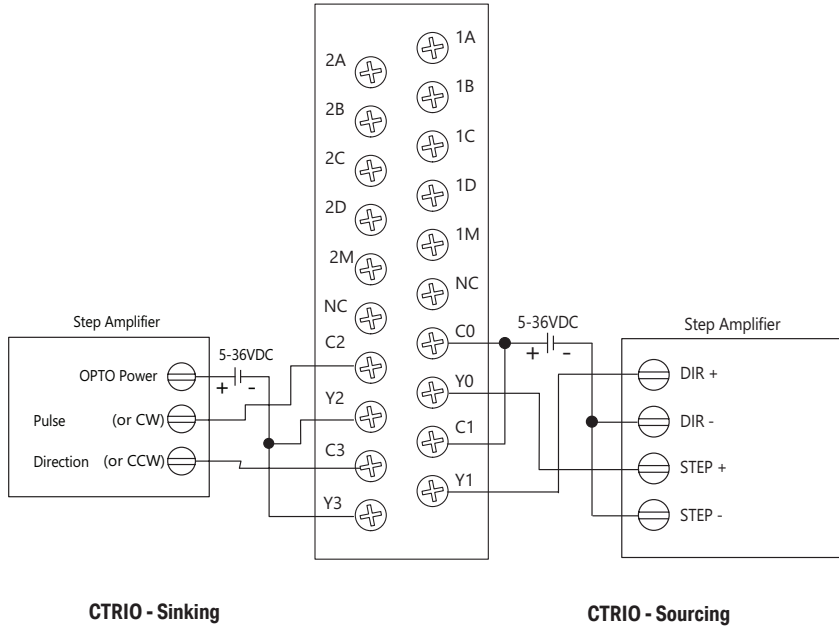 1A
2A
1B
2B
1C
2C
1D
2D
1M
2M
NC
NC
C0
5-36VDC
+ -
C2
Y0
Y2
C1
C3
Y1
Y3
Step Amplifier
5-36VDC
OPTO Power
+ -
Pulse (or CW)
Direction (or CCW)
Step Amplifier
DIR +
DIR -
STEP +
STEP -
CTRIO - Sinking
CTRIO - Sourcing